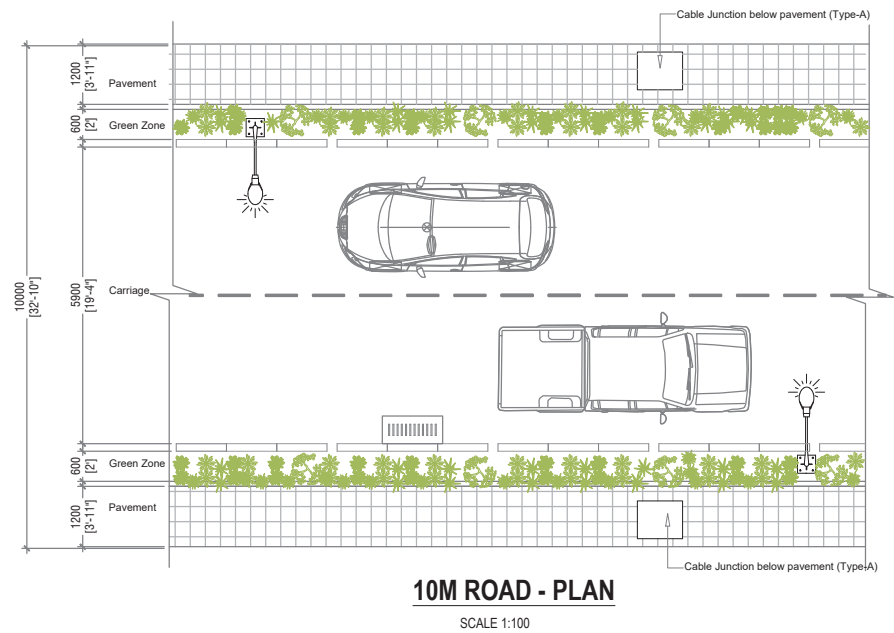 Cable Junction below pavement (Type-A)
1200
[3'-11"]
Pavement
600
[2']
Green Zone
10000
[32'-10"]
5900
[19'-4"]
Carriage
600
[2']
Green Zone
1200
[3'-11"]
Pavement
Cable Junction below pavement (Type-A)
10M ROAD - PLAN
SCALE 1:100